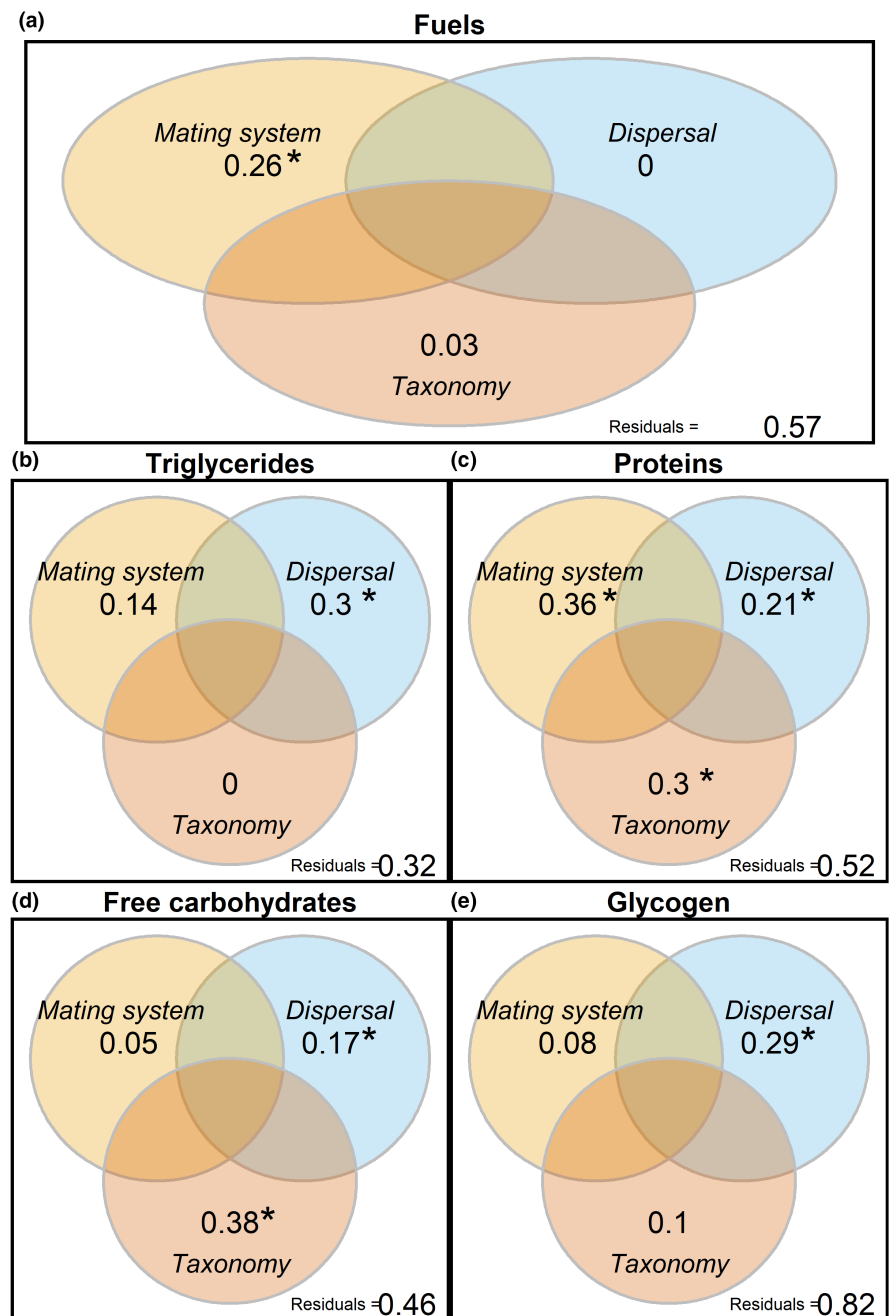 (a)
Fuels
Mating system
0.26 *
Dispersal
0
0.03
Taxonomy
Residuals = 0.57
(b)
Triglycerides
Mating system
0.14
Dispersal
0.3 *
0
Taxonomy
Residuals = 0.32
(c)
Proteins
Mating system
0.36 *
Dispersal
0.21 *
0.3 *
Taxonomy
Residuals = 0.52
(d)
Free carbohydrates
Mating system
0.05
Dispersal
0.17 *
0.38 *
Taxonomy
Residuals = 0.46
(e)
Glycogen
Mating system
0.08
Dispersal
0.29 *
0.1
Taxonomy
Residuals = 0.82